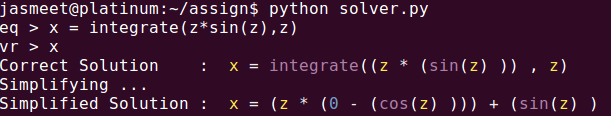 jasmeet@platinum:~/assign$ python solver.py
eq > x = integrate(z*sin(z),z)
vr > x
Correct Solution    :  x = integrate((z * (sin(z) )) , z)
Simplifying ...
Simplified Solution :  x = (z * (0 - (cos(z) ))) + (sin(z) )